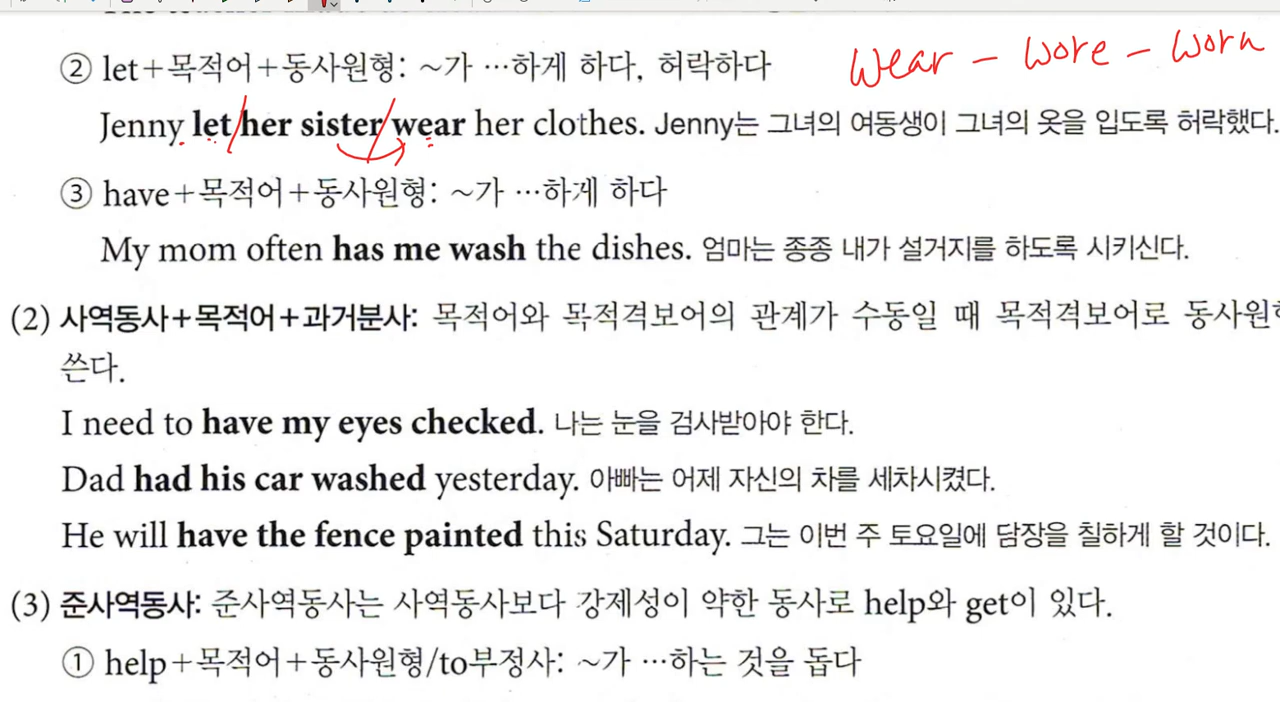 ② let+목적어+동사원형: ~가 …하게 하다, 허락하다
wear – wore – worn
Jenny let her sister wear her clothes. Jenny는 그녀의 여동생이 그녀의 옷을 입도록 허락했다.
③ have+목적어+동사원형: ~가 …하게 하다
My mom often has me wash the dishes. 엄마는 종종 내가 설거지를 하도록 시키신다.
(2) 사역동사+목적어+과거분사: 목적어와 목적격보어의 관계가 수동일 때 목적격보어로 동사원
쓴다.
I need to have my eyes checked. 나는 눈을 검사받아야 한다.
Dad had his car washed yesterday. 아빠는 어제 자신의 차를 세차시켰다.
He will have the fence painted this Saturday. 그는 이번 주 토요일에 담장을 칠하게 할 것이다.
(3) 준사역동사: 준사역동사는 사역동사보다 강제성이 약한 동사로 help와 get이 있다.
① help+목적어+동사원형/to부정사: ~가 …하는 것을 돕다